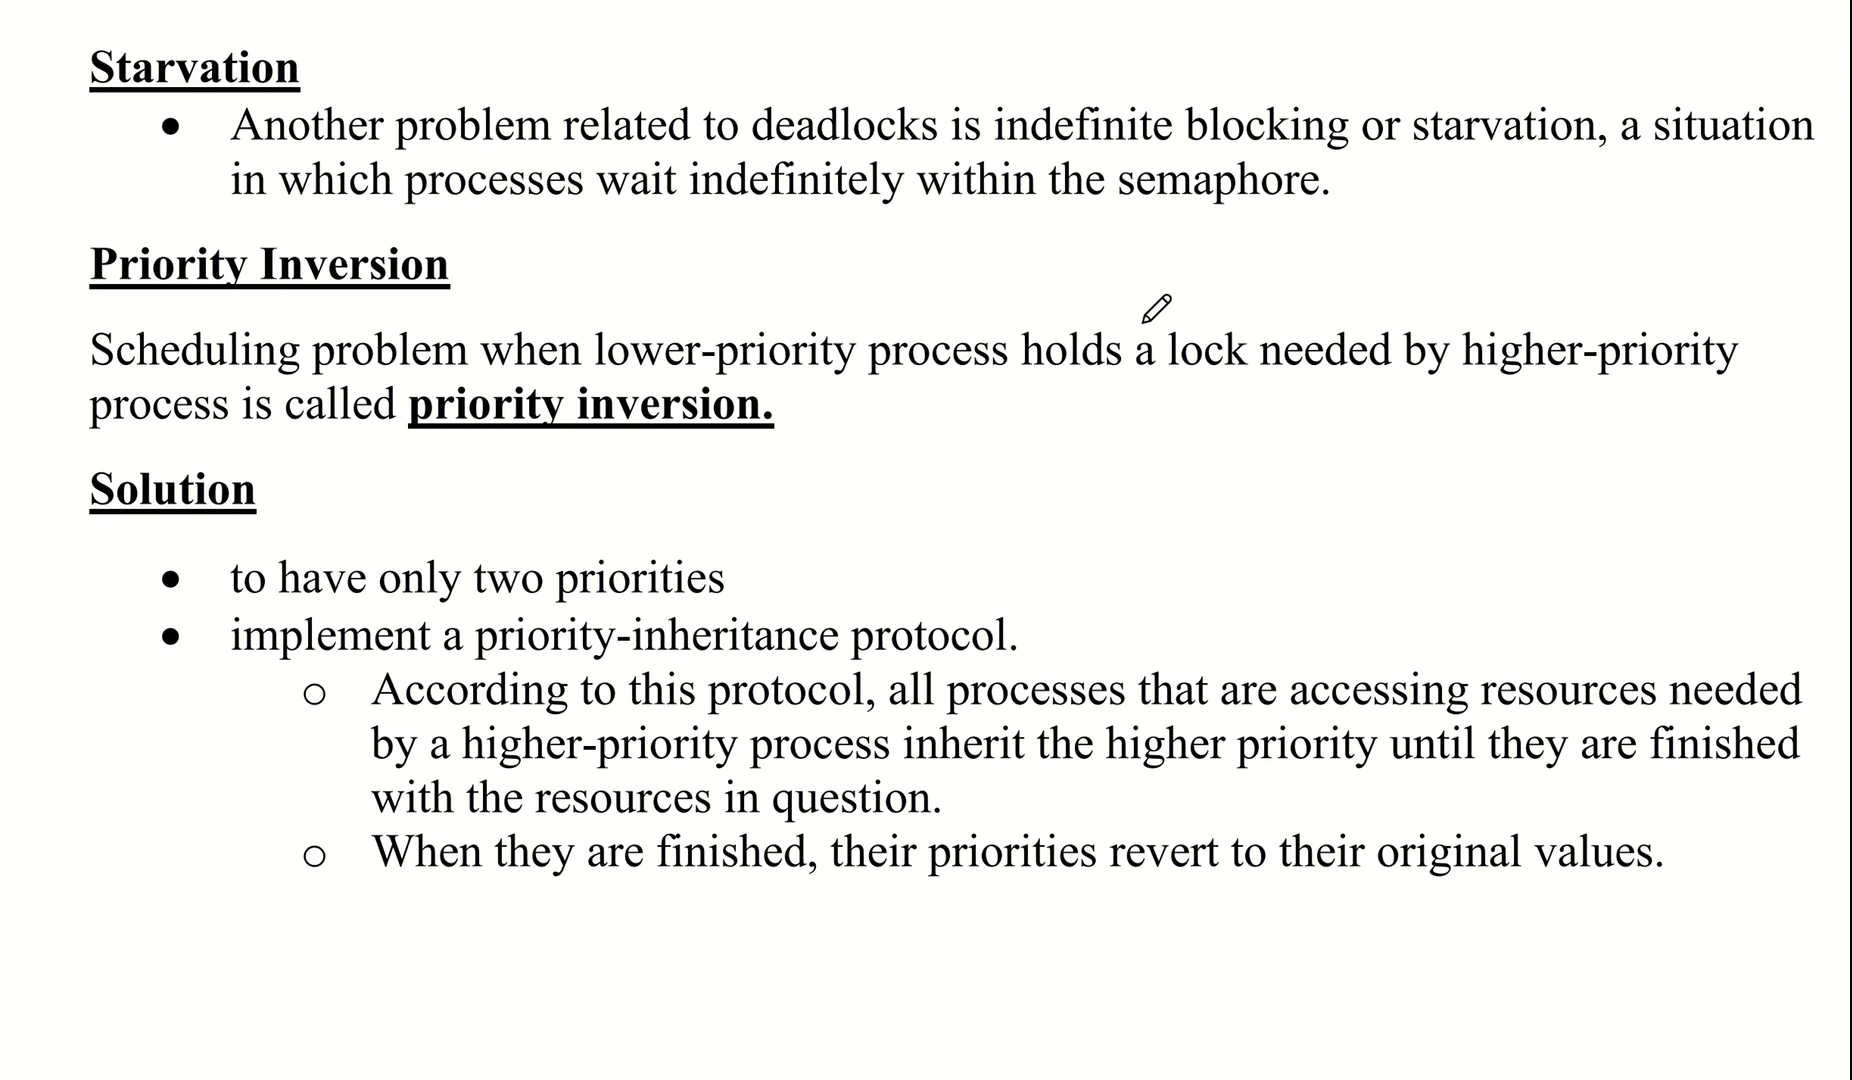 Starvation
• Another problem related to deadlocks is indefinite blocking or starvation, a situation
in which processes wait indefinitely within the semaphore.
Priority Inversion
Scheduling problem when lower-priority process holds a lock needed by higher-priority
process is called priority inversion.
Solution
• to have only two priorities
• implement a priority-inheritance protocol.
o According to this protocol, all processes that are accessing resources needed
by a higher-priority process inherit the higher priority until they are finished
with the resources in question.
o When they are finished, their priorities revert to their original values.